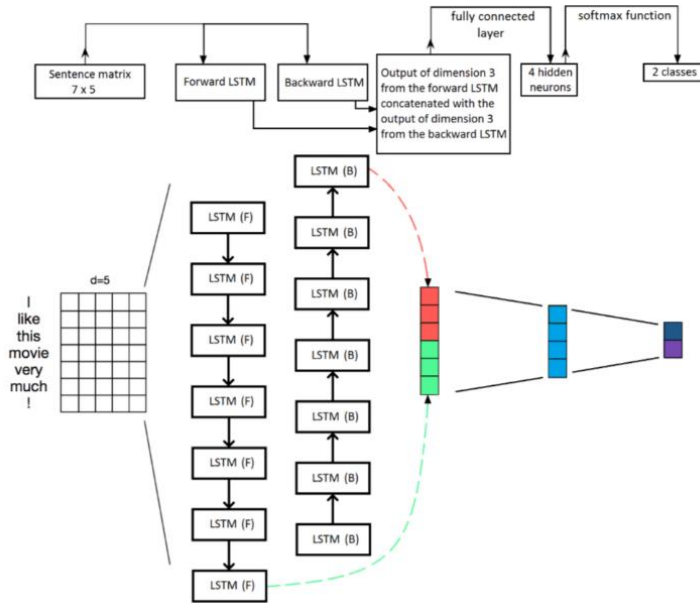 fully connected
layer
softmax function
Sentence matrix
7 x 5
Forward LSTM
Backward LSTM
Output of dimension 3
from the forward LSTM
concatenated with the
output of dimension 3
from the backward LSTM
4 hidden
neurons
2 classes
LSTM (B)
LSTM (F)
LSTM (B)
LSTM (F)
LSTM (B)
LSTM (F)
LSTM (B)
LSTM (F)
LSTM (B)
LSTM (F)
LSTM (B)
LSTM (F)
LSTM (B)
LSTM (F)
d=5
I
like
this
movie
very
much
!